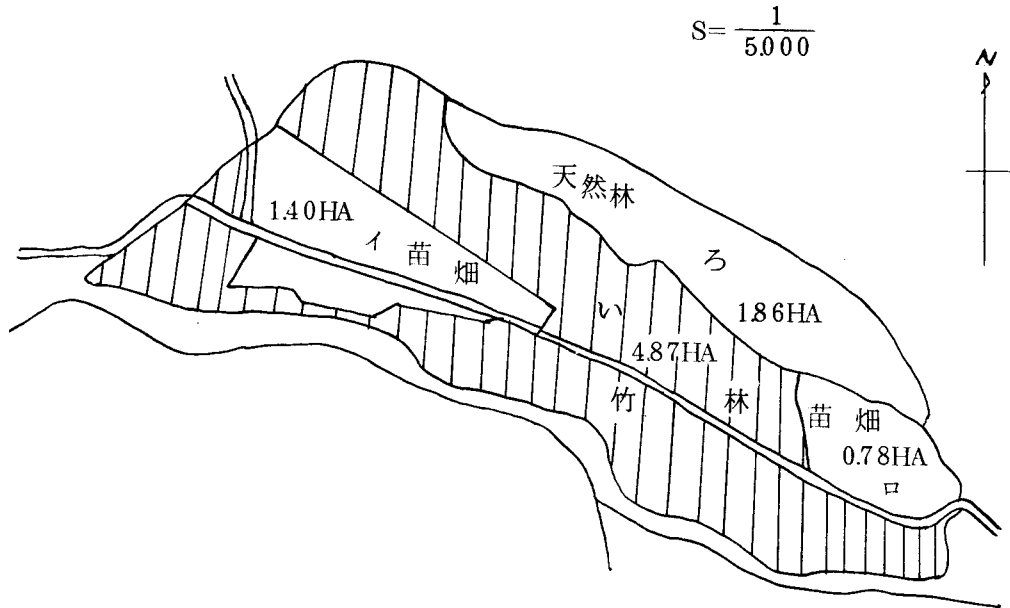 S= 1/5.000
N
天然林
1.40HA
イ 苗畑
ろ
1.86HA
い
4.87HA
竹林
苗畑
0.78HA
ロ